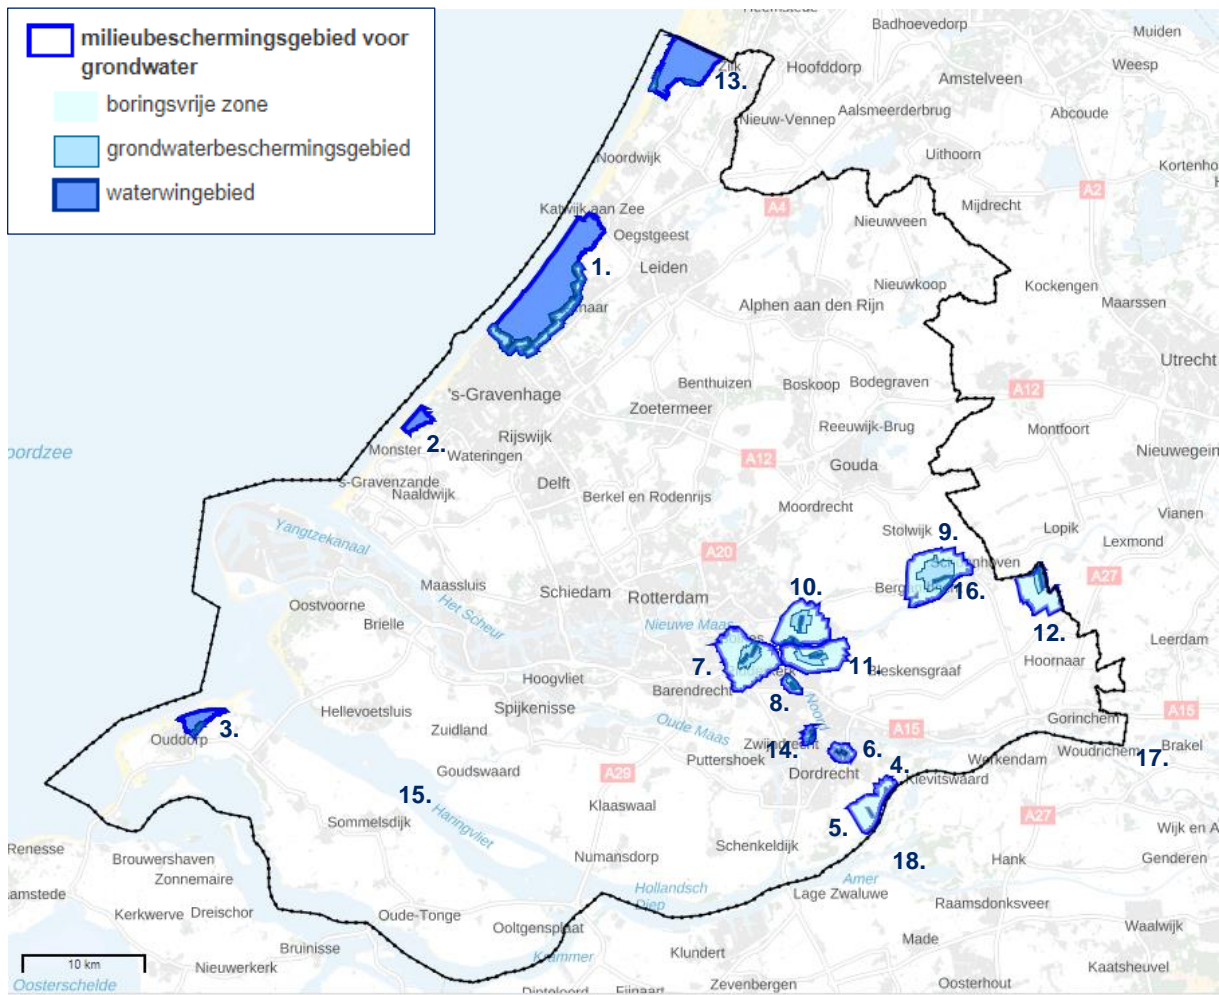 milieubeschermingsgebied voor
grondwater
boringsvrije zone
grondwaterbeschermingsgebied
waterwingebied
Heemstede
Badhoevedorp
Muiden
Weesp
Zilk
13.
Hoofddorp
Amstelveen
Aalsmeerderbrug
Abcoude
Nieuw-Vennep
Noordwijk
Uithoorn
A2
Katwijk aan Zee
A4
Mijdrecht
Nieuwveen
Oegstgeest
1.
Leiden
Nieuwkoop
Kockengen
Maarssen
Alphen aan den Rijn
Utrecht
's-Gravenhage
Benthuizen
Boskoop
Bodegraven
A12
Zoetermeer
2.
Rijswijk
Reeuwijk-Brug
Montfoort
Monster
Wateringen
oordzee
Nieuwegein
A12
Gouda
's-Gravenzande
Naaldwijk
Delft
Berkel en Rodenrijs
Moordrecht
Vianen
Yangtzekanaal
Stolwijk
9.
Lopik
Lexmond
A20
A27
Maassluis
Schiedam
Rotterdam
10.
16.
Oostvoorne
Het Scheur
Nieuwe Maas
Brielle
12.
Leerdam
7.
11.
Bleskensgraaf
Hoornaar
Hoogvliet
Barendrecht
8.
Noord
Hellevoetsluis
Spijkenisse
3.
Zuidland
Oude Maas
A15
Gorinchem
A15
Ouddorp
Zwijndrecht
14.
6.
Woudrichem
Brakel
17.
Puttershoek
Dordrecht
4.
Werkendam
Goudswaard
A29
Kievitswaard
15.
Klaaswal
Haringvliet
5.
A27
Sommelsdijk
Wijk en A
Renesse
Schenkeldijk
Brouwershaven
Numansdorp
18.
Hank
Genderen
Zonnemaire
Amer
aamstede
Hollandsch
Diep
Lage Zwaluwe
Raamsdonksveer
Kerkwerve
Dreischor
Oude-Tonge
Ooltgensplaat
Waalwijk
Made
Bruinisse
Krammer
Klundert
10 km
Nieuwerkerk
Kaatsheuvel
Oosterschelde
Dinteloord
Fijnaart
Zevenbergen
Oosterhout